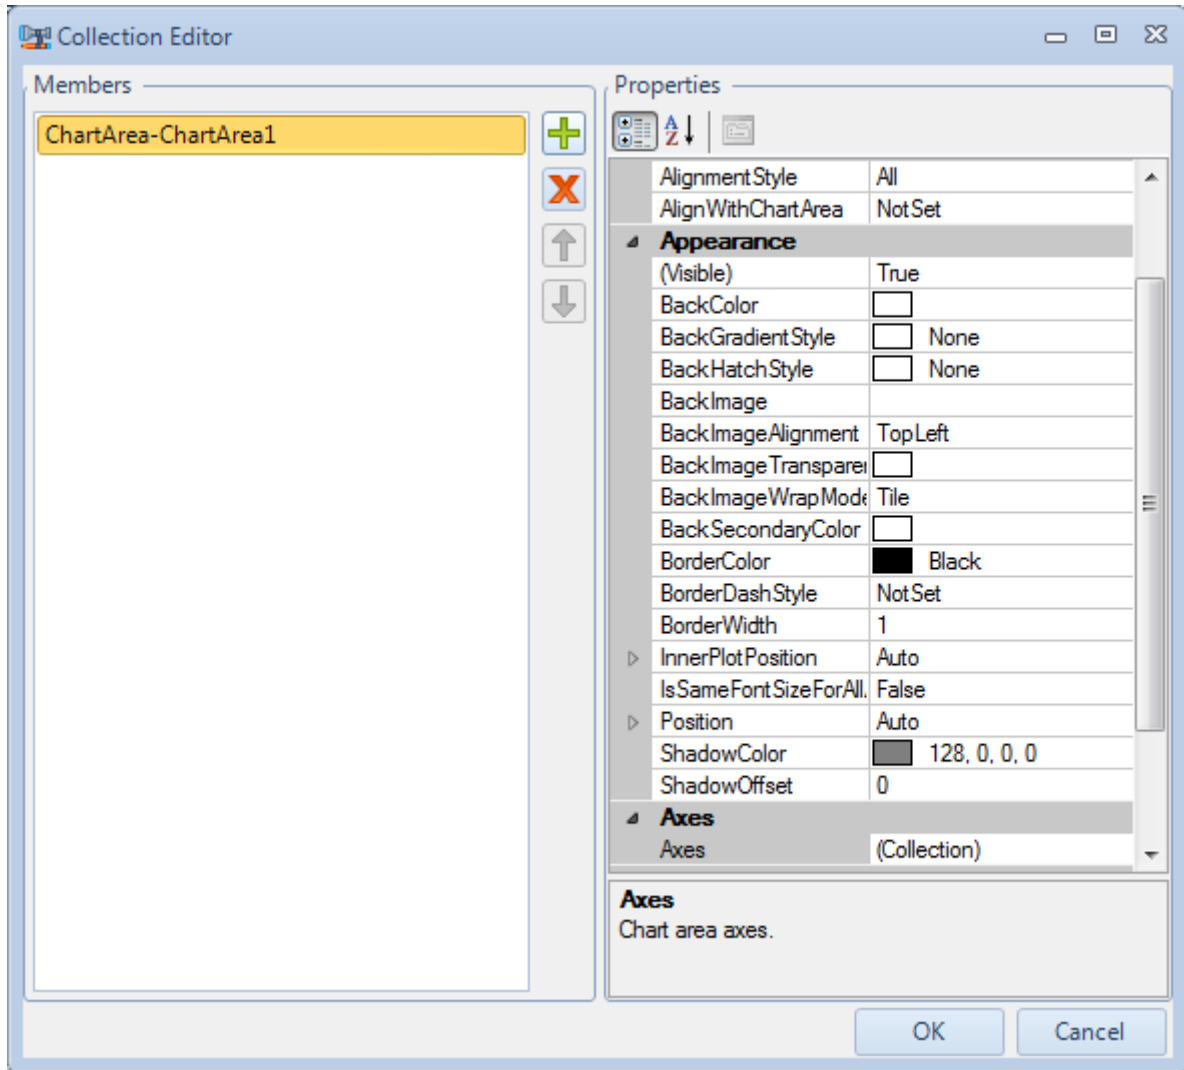 Collection Editor
Members
ChartArea-ChartArea1
Properties
AlignmentStyle All
AlignWithChartArea NotSet
Appearance
(Visible) True
BackColor
BackGradientStyle None
BackHatchStyle None
BackImage
BackImageAlignment TopLeft
BackImageTransparen
BackImageWrapMode Tile
BackSecondaryColor
BorderColor Black
BorderDashStyle NotSet
BorderWidth 1
InnerPlotPosition Auto
IsSameFontSizeForAll. False
Position Auto
ShadowColor 128, 0, 0, 0
ShadowOffset 0
Axes
Axes (Collection)
Axes
Chart area axes.
OK Cancel